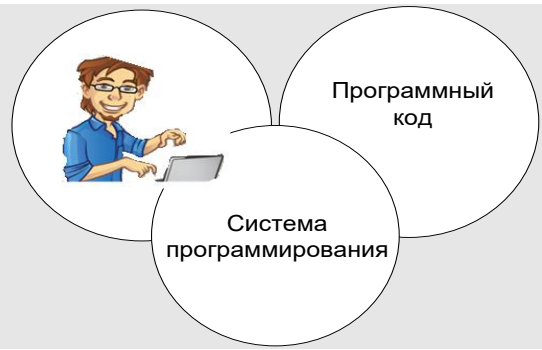 Программный
код
Система
программирования